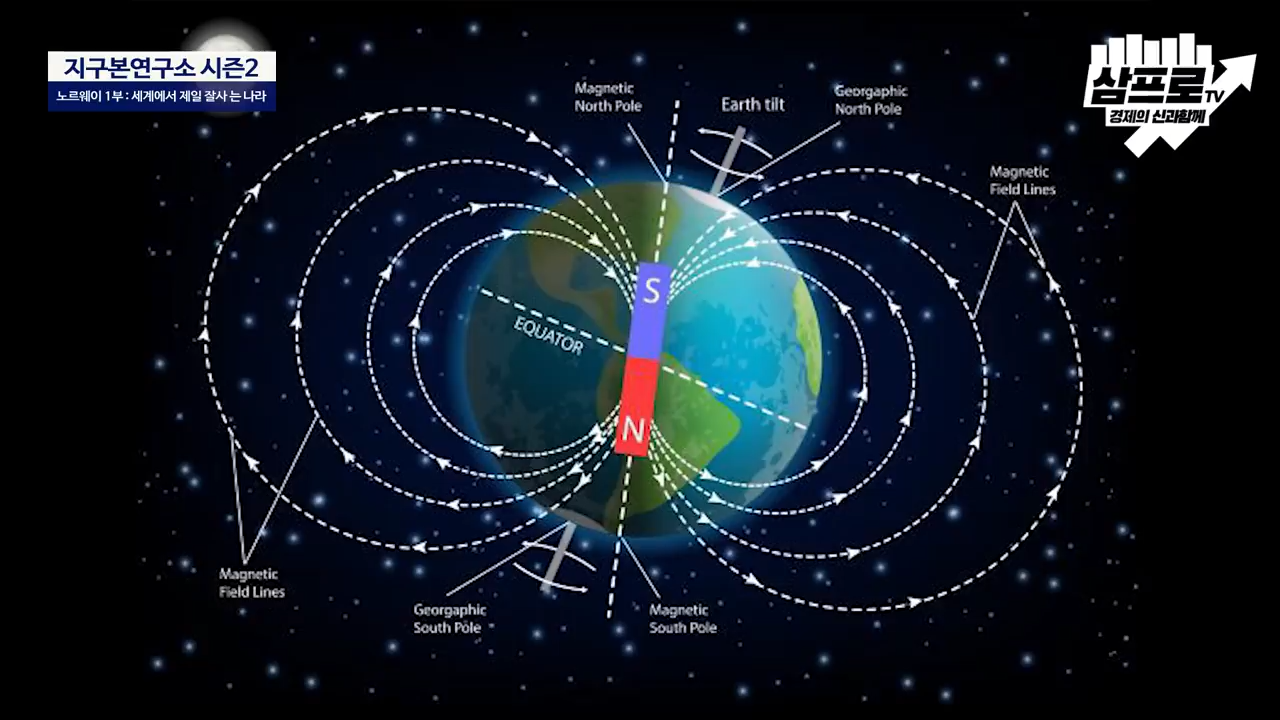 지구본연구소 시즌2
노르웨이 1부 : 세계에서 제일 잘사 는 나라
삼프로TV
경제의 신과함께
Magnetic
North Pole
Earth tilt
Georgaphic
North Pole
Magnetic
Field Lines
S
EQUATOR
N
Magnetic
Field Lines
Georgaphic
South Pole
Magnetic
South Pole